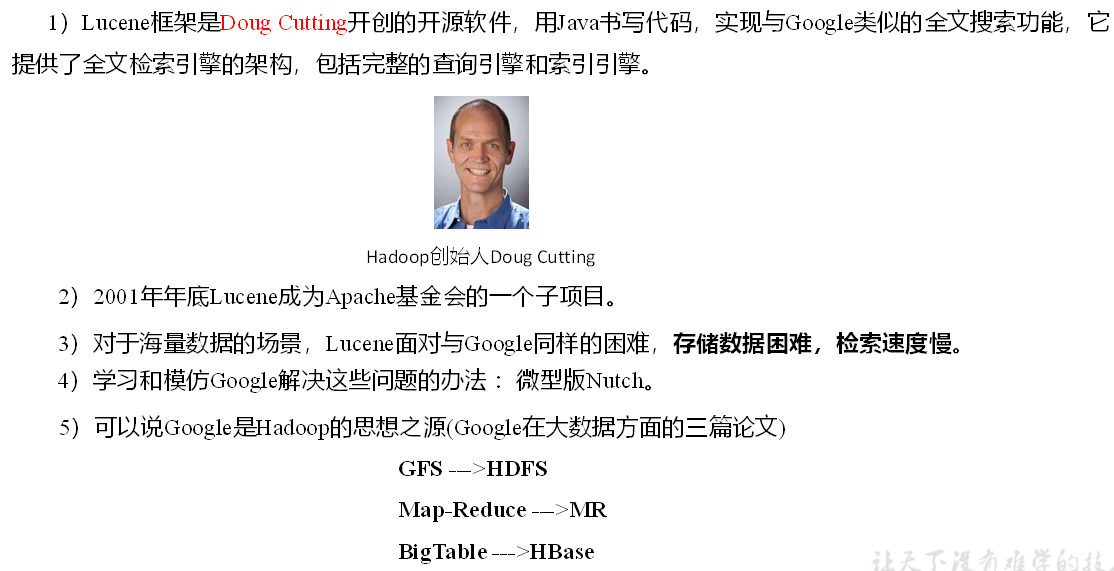 1）Lucene框架是Doug Cutting开创的开源软件，用Java书写代码，实现与Google类似的全文搜索功能，它
提供了全文检索引擎的架构，包括完整的查询引擎和索引引擎。
Hadoop创始人Doug Cutting
2）2001年年底Lucene成为Apache基金会的一个子项目。
3）对于海量数据的场景，Lucene面对与Google同样的困难，存储数据困难，检索速度慢。
4）学习和模仿Google解决这些问题的办法 ：微型版Nutch。
5）可以说Google是Hadoop的思想之源(Google在大数据方面的三篇论文)
GFS --->HDFS
Map-Reduce --->MR
BigTable --->HBase
让天下没有难学的技